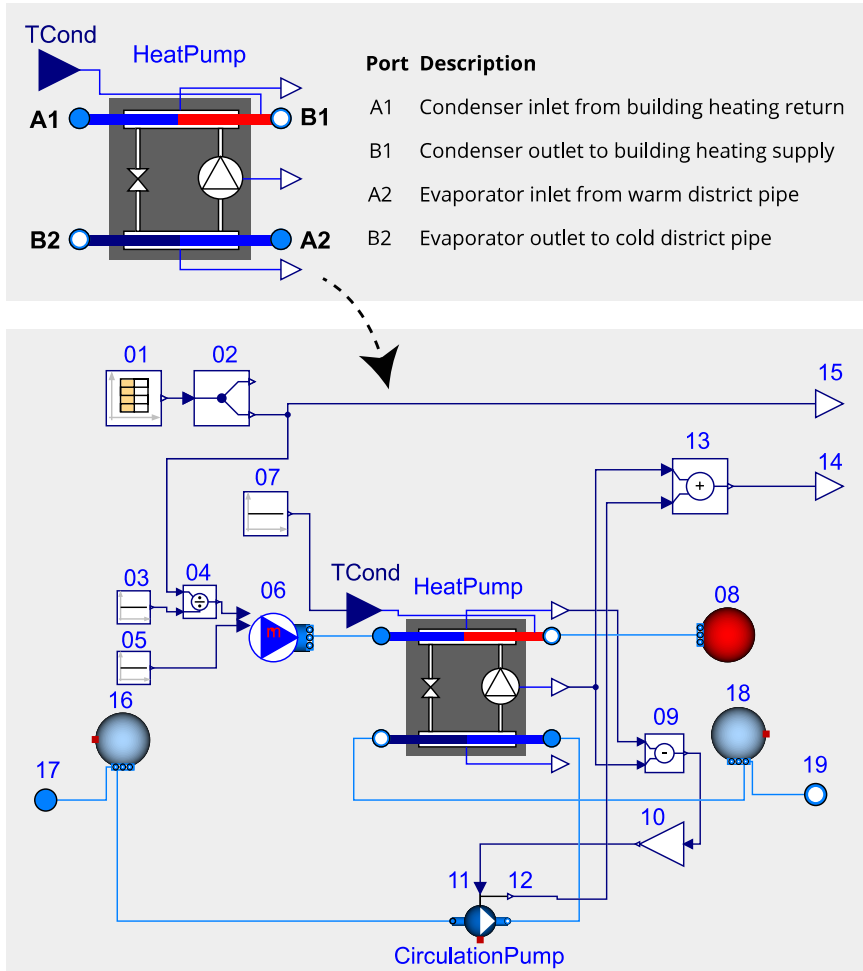 TCond
HeatPump
A1
B1
B2
A2
Port Description
A1 Condenser inlet from building heating return
B1 Condenser outlet to building heating supply
A2 Evaporator inlet from warm district pipe
B2 Evaporator outlet to cold district pipe
01
02
15
13
14
07
03
04
06
TCond
HeatPump
08
05
16
18
09
17
19
10
11
12
CirculationPump
+
÷
-
m